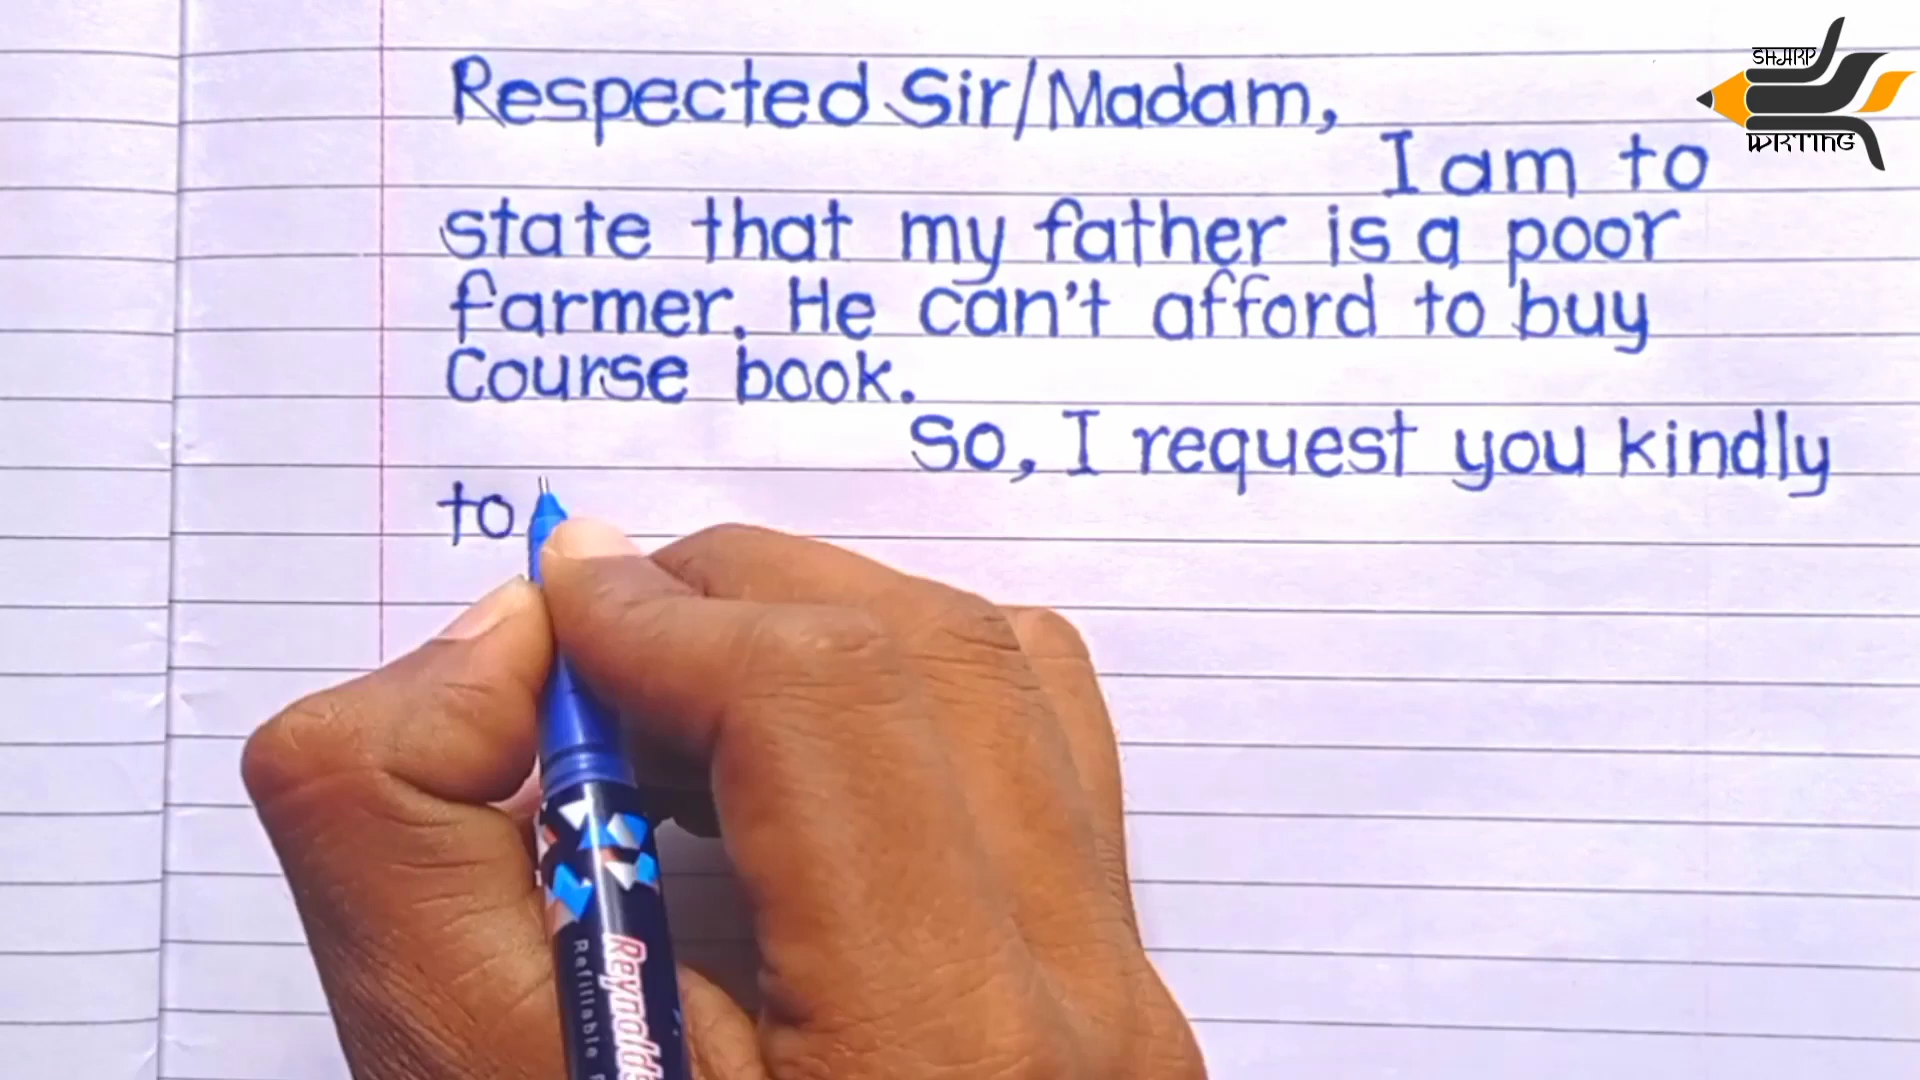 SHARP
WRTING
Respected Sir/Madam,
I am to
state that my father is a poor
farmer. He can't afford to buy
Course book.
So, I request you kindly
to
Reynolds
Refillable